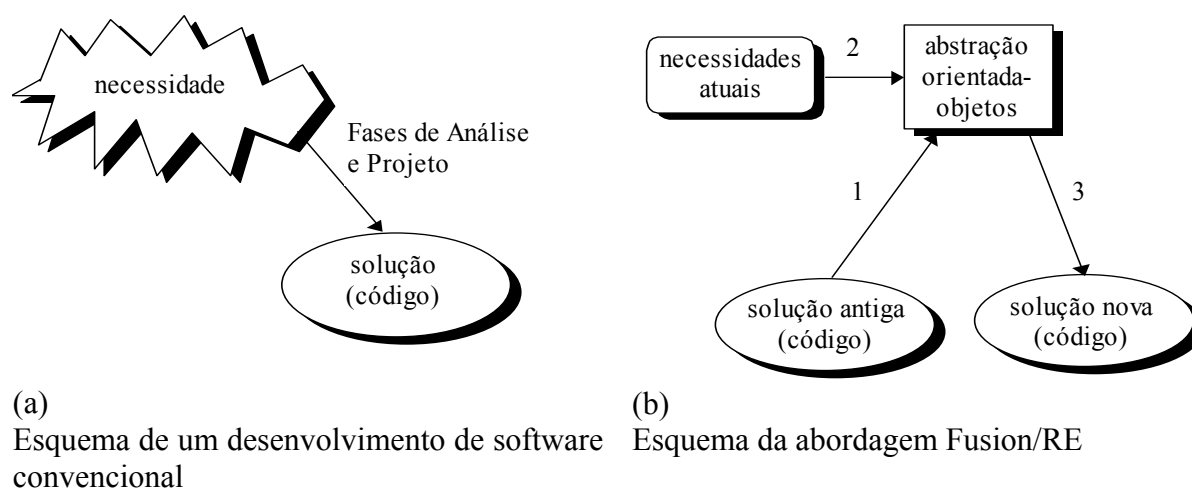 necessidade
Fases de Análise
e Projeto
solução
(código)
(a)
Esquema de um desenvolvimento de software
convencional
necessidades
atuais
2
abstração
orientada-
objetos
1
3
solução antiga
(código)
solução nova
(código)
(b)
Esquema da abordagem Fusion/RE